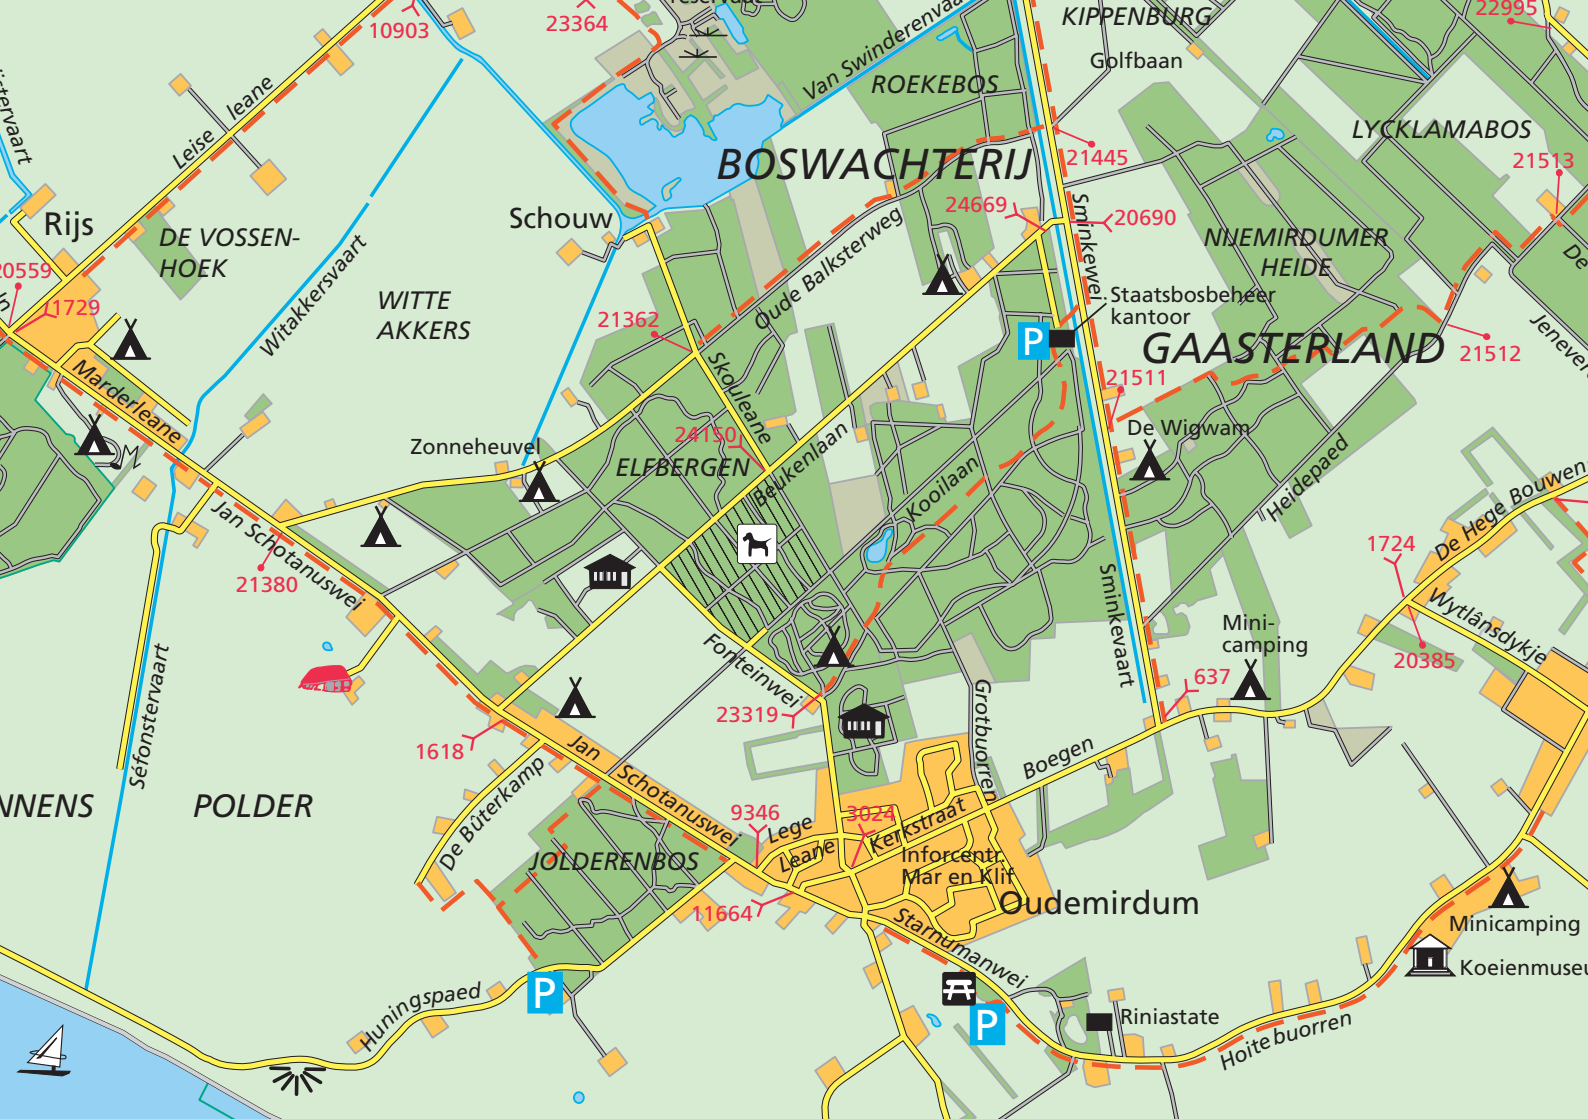 10903
23364
KIPPENBURG
22995
Golfbaan
Van Swinderenvaa
ROEKEBOS
Leise leane
LYCKLAMABOS
BOSWACHTERIJ
21445
21513
Rijs
Schouw
24669
20690
DE VOSSEN-
HOEK
NIJEMIRDUMER
HEIDE
De
20559
1729
WITTE
AKKERS
Witakkersvaart
Oude Balksterweg
Sminkewei
Staatsbosbeheer
kantoor
21362
P
GAASTERLAND
21512
Marderleane
Skouleane
21511
24150
De Wigwam
Zonneheuvel
ELFBERGEN
Beukenlaan
Kooilaan
Heidepaed
De Hege Bouwen
Jan Schotanuswei
21380
1724
Sminkevaart
Wytlânsdykje
Mini-
camping
20385
Fonteinwei
637
Séfonstervaart
23319
Grotbuorren
1618
Jan Schotanuswei
Boegen
NNENS POLDER
De Bûterkamp
9346
Lege
Leane
3024
Kerkstraat
JOLDERENBOS
Inforcentr.
Mar en Klif
11664
Oudemirdum
Starnumanwei
Minicamping
Koeienmuseu
Huningspaed
P
P
Riniastate
Hoitebuorren